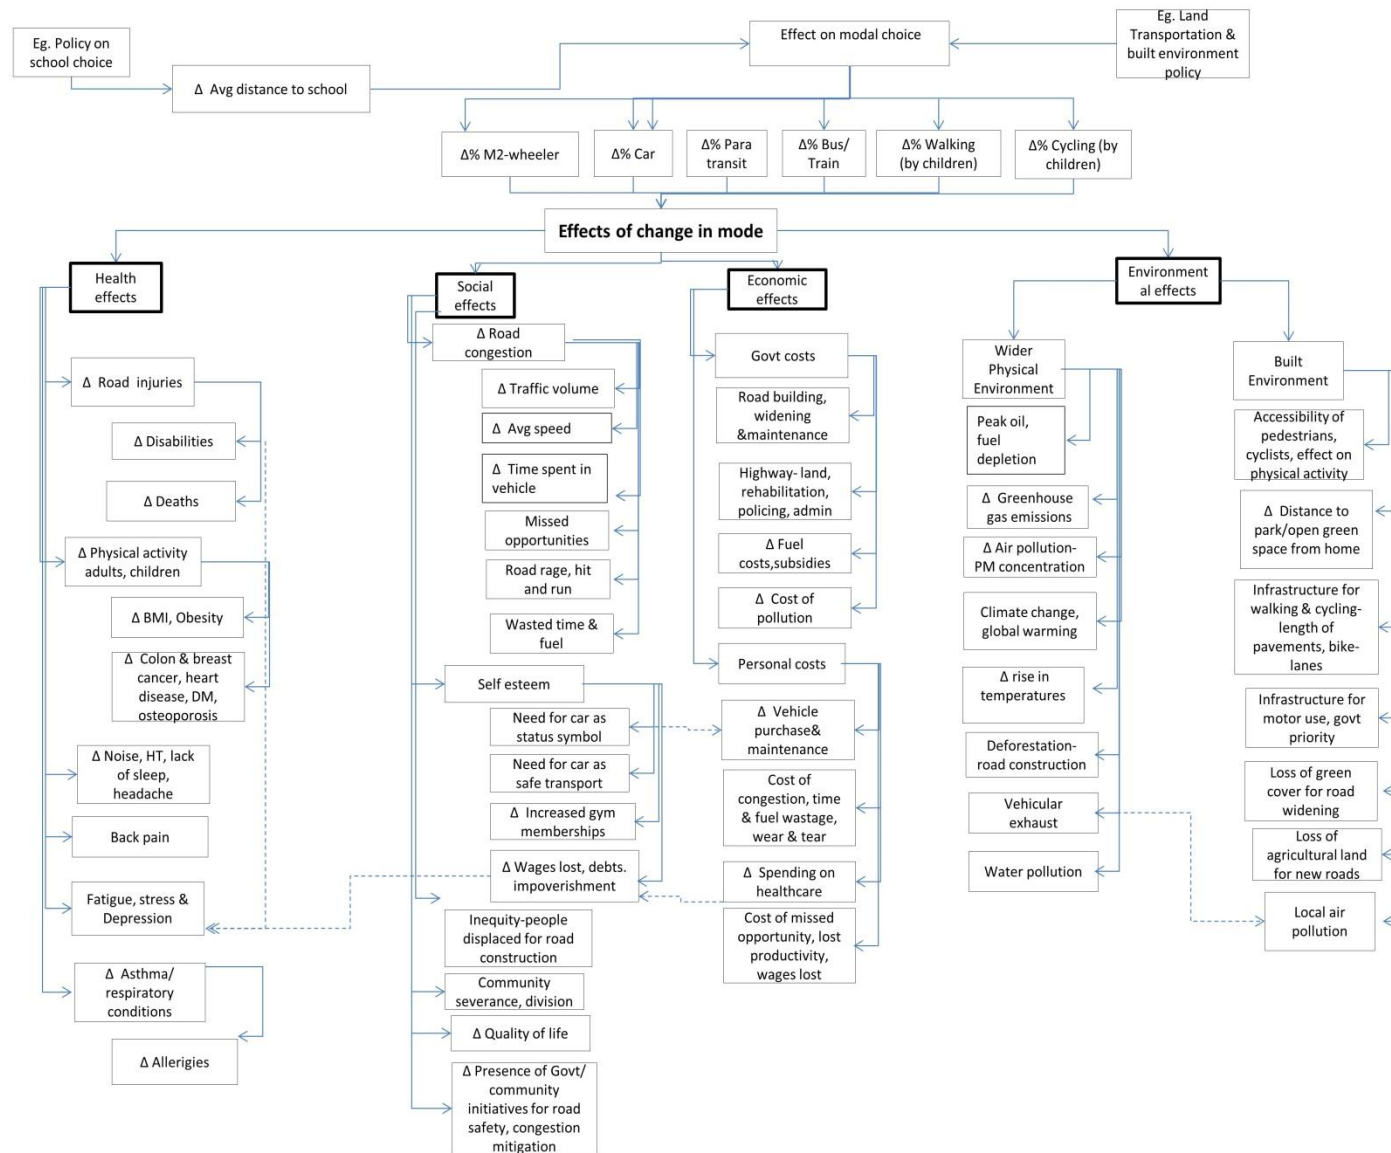 Eg. Policy on
school choice
Δ Avg distance to school
Effect on modal choice
Eg. Land
Transportation &
built environment
policy
Δ% M2-wheeler
Δ% Car
Δ% Para
transit
Δ% Bus/
Train
Δ% Walking
(by children)
Δ% Cycling (by
children)
Effects of change in mode
Health
effects
Δ Road injuries
Δ Disabilities
Δ Deaths
Δ Physical activity
adults, children
Δ BMI, Obesity
Δ Colon & breast
cancer, heart
disease, DM,
osteoporosis
Δ Noise, HT, lack
of sleep,
headache
Back pain
Fatigue, stress &
Depression
Δ Asthma/
respiratory
conditions
Δ Allerigies
Social
effects
Δ Road
congestion
Δ Traffic volume
Δ Avg speed
Δ Time spent in
vehicle
Missed
opportunities
Road rage, hit
and run
Wasted time &
fuel
Self esteem
Need for car as
status symbol
Need for car as
safe transport
Δ Increased gym
memberships
Δ Wages lost, debts.
impoverishment
Inequity-people
displaced for road
construction
Community
severance, division
Δ Quality of life
Δ Presence of Govt/
community
initiatives for road
safety, congestion
mitigation
Economic
effects
Govt costs
Road building,
widening
&maintenance
Highway- land,
rehabilitation,
policing, admin
Δ Fuel
costs,subsidies
Δ Cost of
pollution
Personal costs
Δ Vehicle
purchase&
maintenance
Cost of
congestion, time
& fuel wastage,
wear & tear
Δ Spending on
healthcare
Cost of missed
opportunity, lost
productivity,
wages lost
Environment
al effects
Wider
Physical
Environment
Peak oil,
fuel
depletion
Δ Greenhouse
gas emissions
Δ Air pollution-
PM concentration
Climate change,
global warming
Δ rise in
temperatures
Deforestation-
road construction
Vehicular
exhaust
Water pollution
Built
Environment
Accessibility of
pedestrians,
cyclists, effect on
physical activity
Δ Distance to
park/open green
space from home
Infrastructure for
walking & cycling-
length of
pavements, bike-
lanes
Infrastructure for
motor use, govt
priority
Loss of green
cover for road
widening
Loss of
agricultural land
for new roads
Local air
pollution